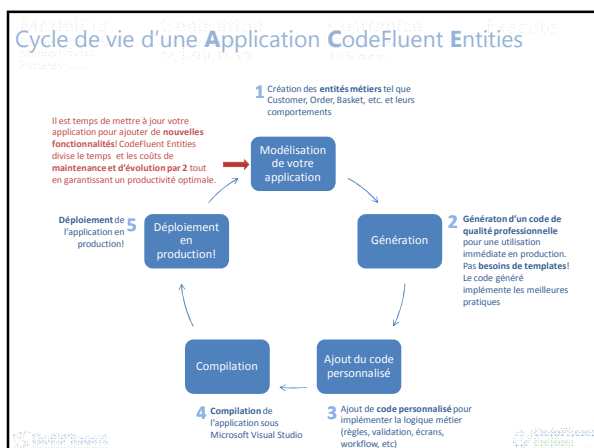 Cycle de vie d'une Application CodeFluent Entities
1 Création des entités métiers tel que
Customer, Order, Basket, etc. et leurs
comportements
Il est temps de mettre à jour votre
application pour ajouter de nouvelles
fonctionnalités! CodeFluent Entities
divise le temps et les coûts de
maintenance et d'évolution par 2 tout
en garantissant un productivité optimale.
Modélisation
de votre
application
5 Déploiement de
l'application en
production!
Déploiement
en
production!
Génération
2 Génératon d'un code de
qualité professionnelle
pour une utilisation
immédiate en production.
Pas besoins de templates!
Le code généré
implémente les meilleures
pratiques
Compilation
Ajout du code
personnalisé
4 Compilation de
l'application sous
Microsoft Visual Studio
3 Ajout de code personnalisé pour
implémenter la logique métier
(règles, validation, écrans,
workflow, etc)